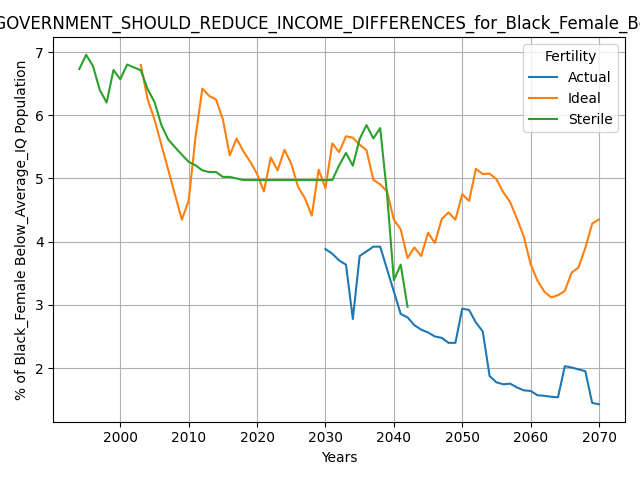 GOVERNMENT_SHOULD_REDUCE_INCOME_DIFFERENCES_for_Black_Female_B
Fertility
Actual
Ideal
Sterile
% of Black_Female Below_Average_IQ Population
7
6
5
4
3
2
2000 2010 2020 2030 2040 2050 2060 2070
Years